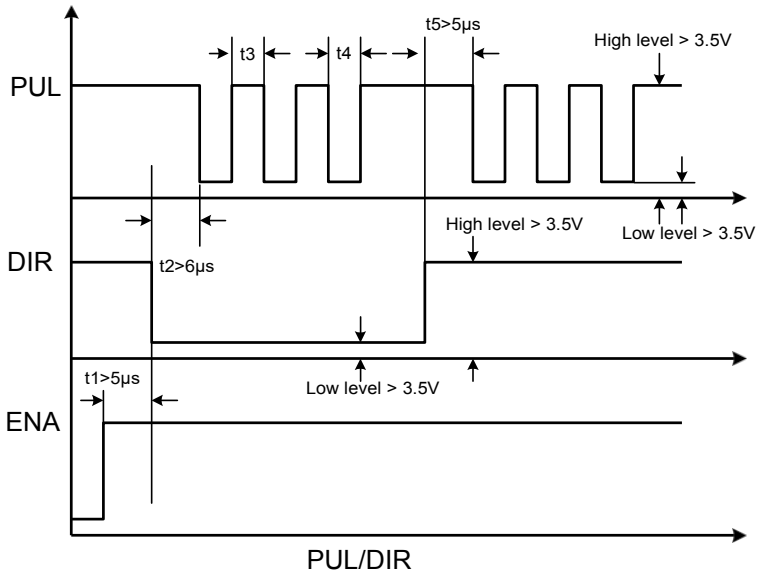 t5>5μs
High level > 3.5V
t3
t4
PUL
High level > 3.5V
Low level > 3.5V
DIR
t2>6μs
t1>5μs
Low level > 3.5V
ENA
PUL/DIR